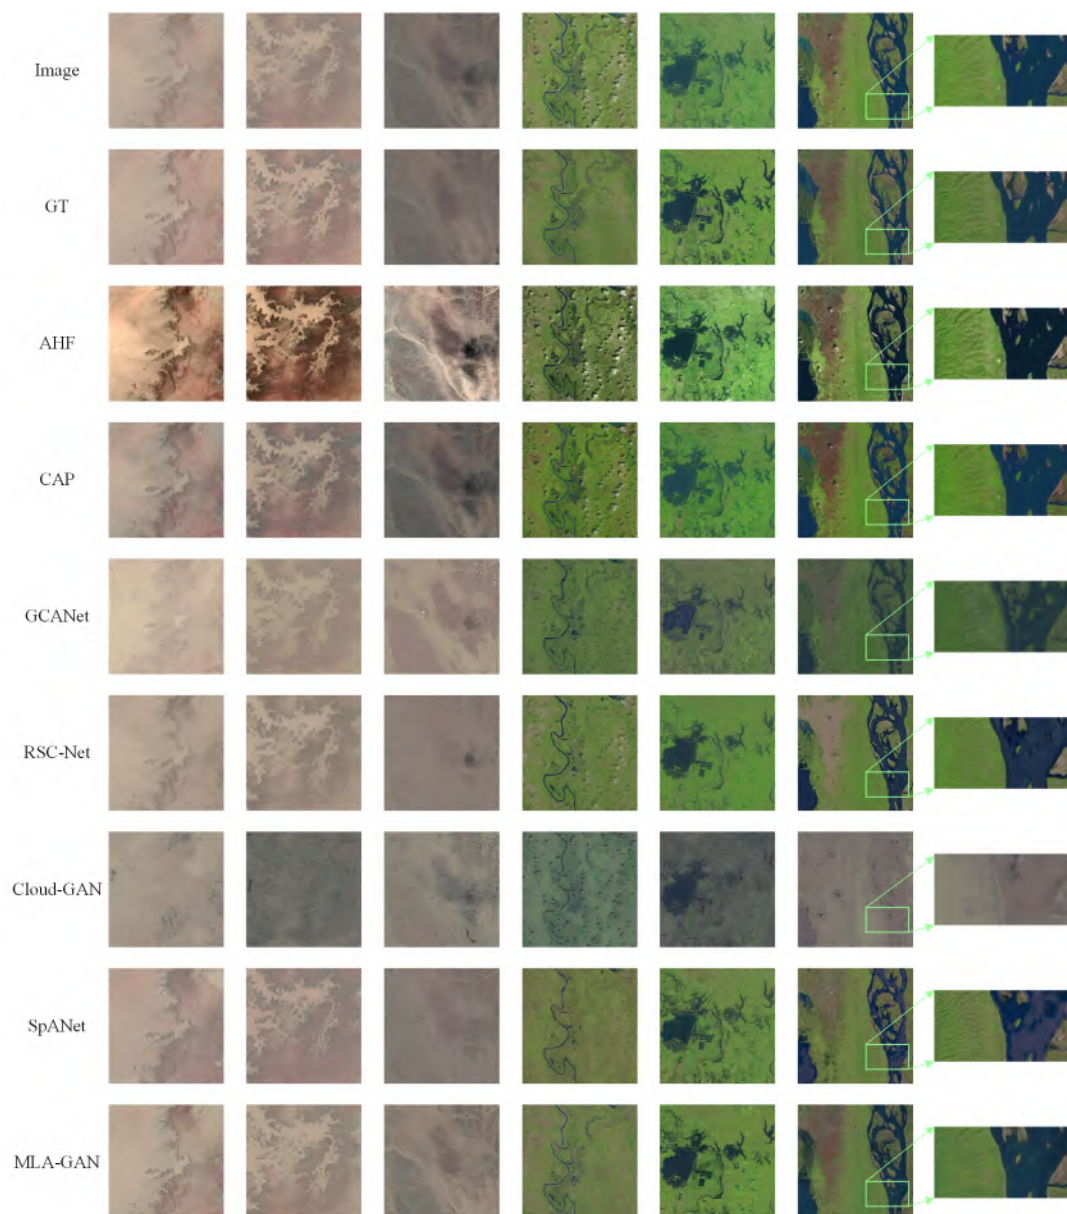 Image
GT
AHF
CAP
GCANet
RSC-Net
Cloud-GAN
SpANet
MLA-GAN